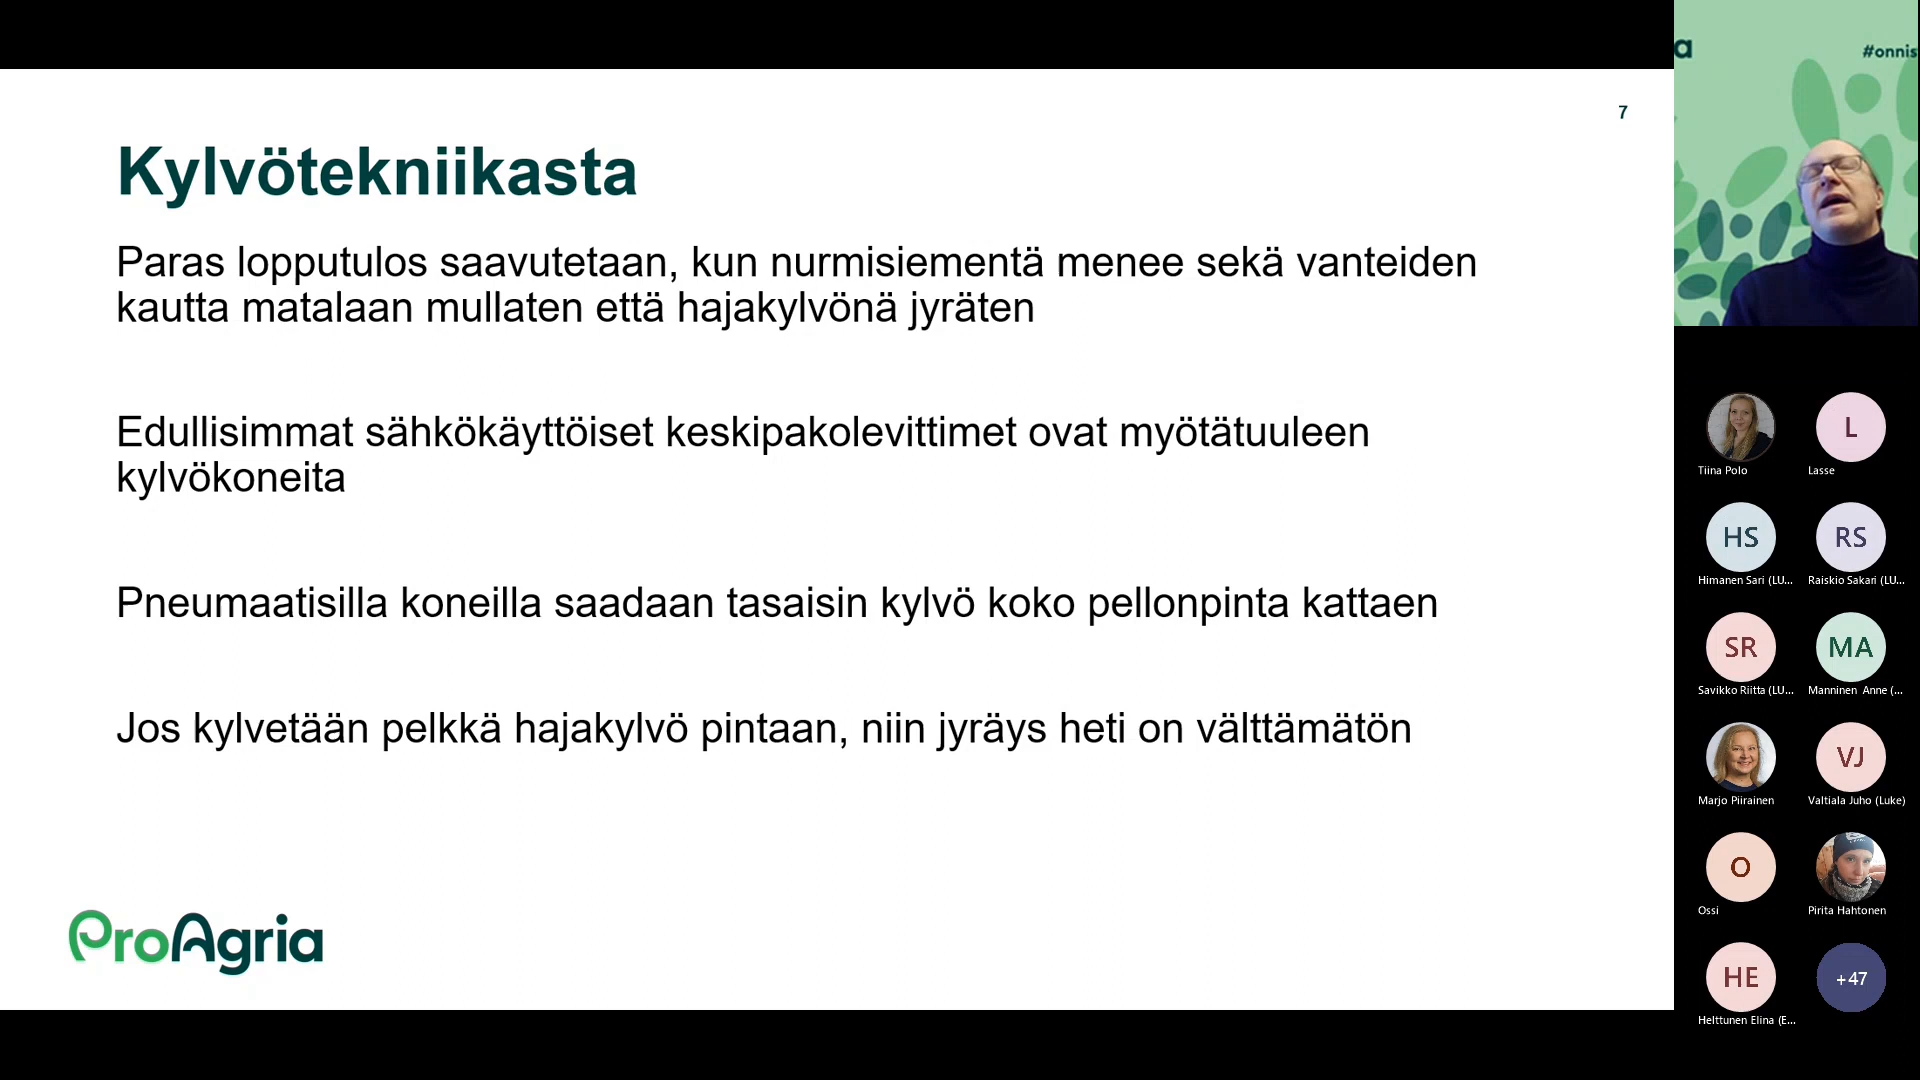 a
#onnis
7
Kylvötekniikasta
Paras lopputulos saavutetaan, kun nurmisiementä menee sekä vanteiden
kautta matalaan mullaten että hajakylvönä jyräten
Edullisimmat sähkökäyttöiset keskipakolevittimet ovat myötätuuleen
kylvökoneita
Pneumaatisilla koneilla saadaan tasaisin kylvö koko pellonpinta kattaen
Jos kylvetään pelkkä hajakylvö pintaan, niin jyräys heti on välttämätön
ProAgria
Tiina Polo
L
Lasse
HS
Himanen Sari (LU...
RS
Raiskio Sakari (LU...
SR
Savikko Riitta (LU...
MA
Manninen Anne (...
Marjo Piirainen
VJ
Valtiala Juho (Luke)
O
Ossi
Pirita Hahtonen
HE
Helttunen Elina (E...
+47